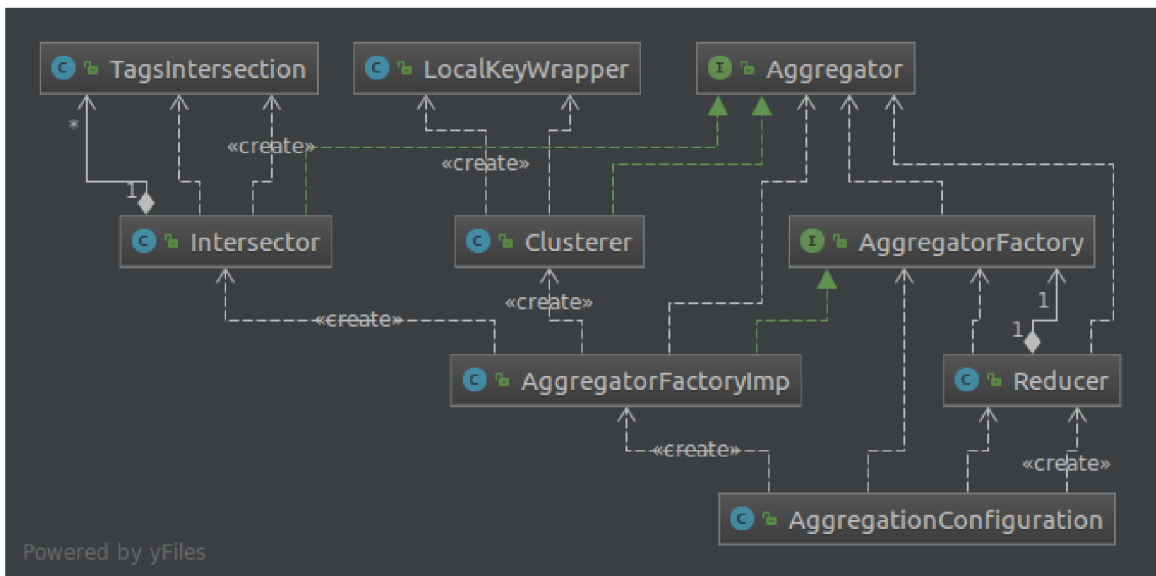 TagsIntersection
LocalKeyWrapper
Aggregator
*
«create»
«create»
1
Intersector
Clusterer
AggregatorFactory
«create»
1
«create»
1
AggregatorFactoryImp
Reducer
«create»
«create»
AggregationConfiguration
Powered by yFiles